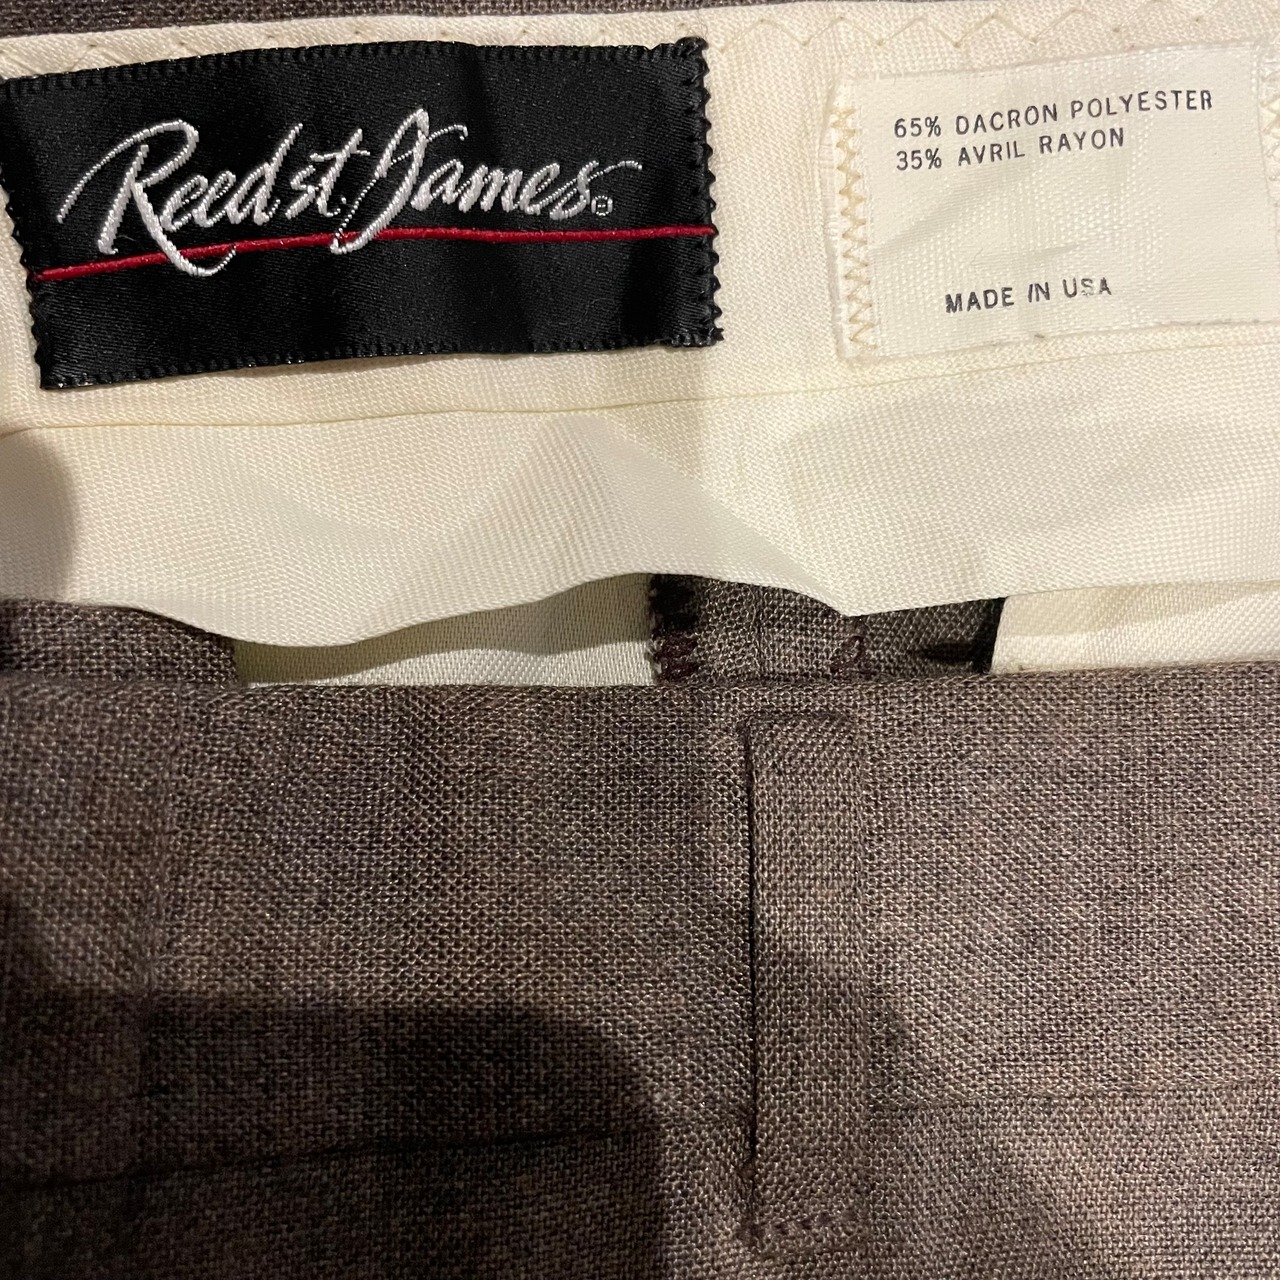 Reed st. James®
65% DACRON POLYESTER
35% AVRIL RAYON
MADE IN USA